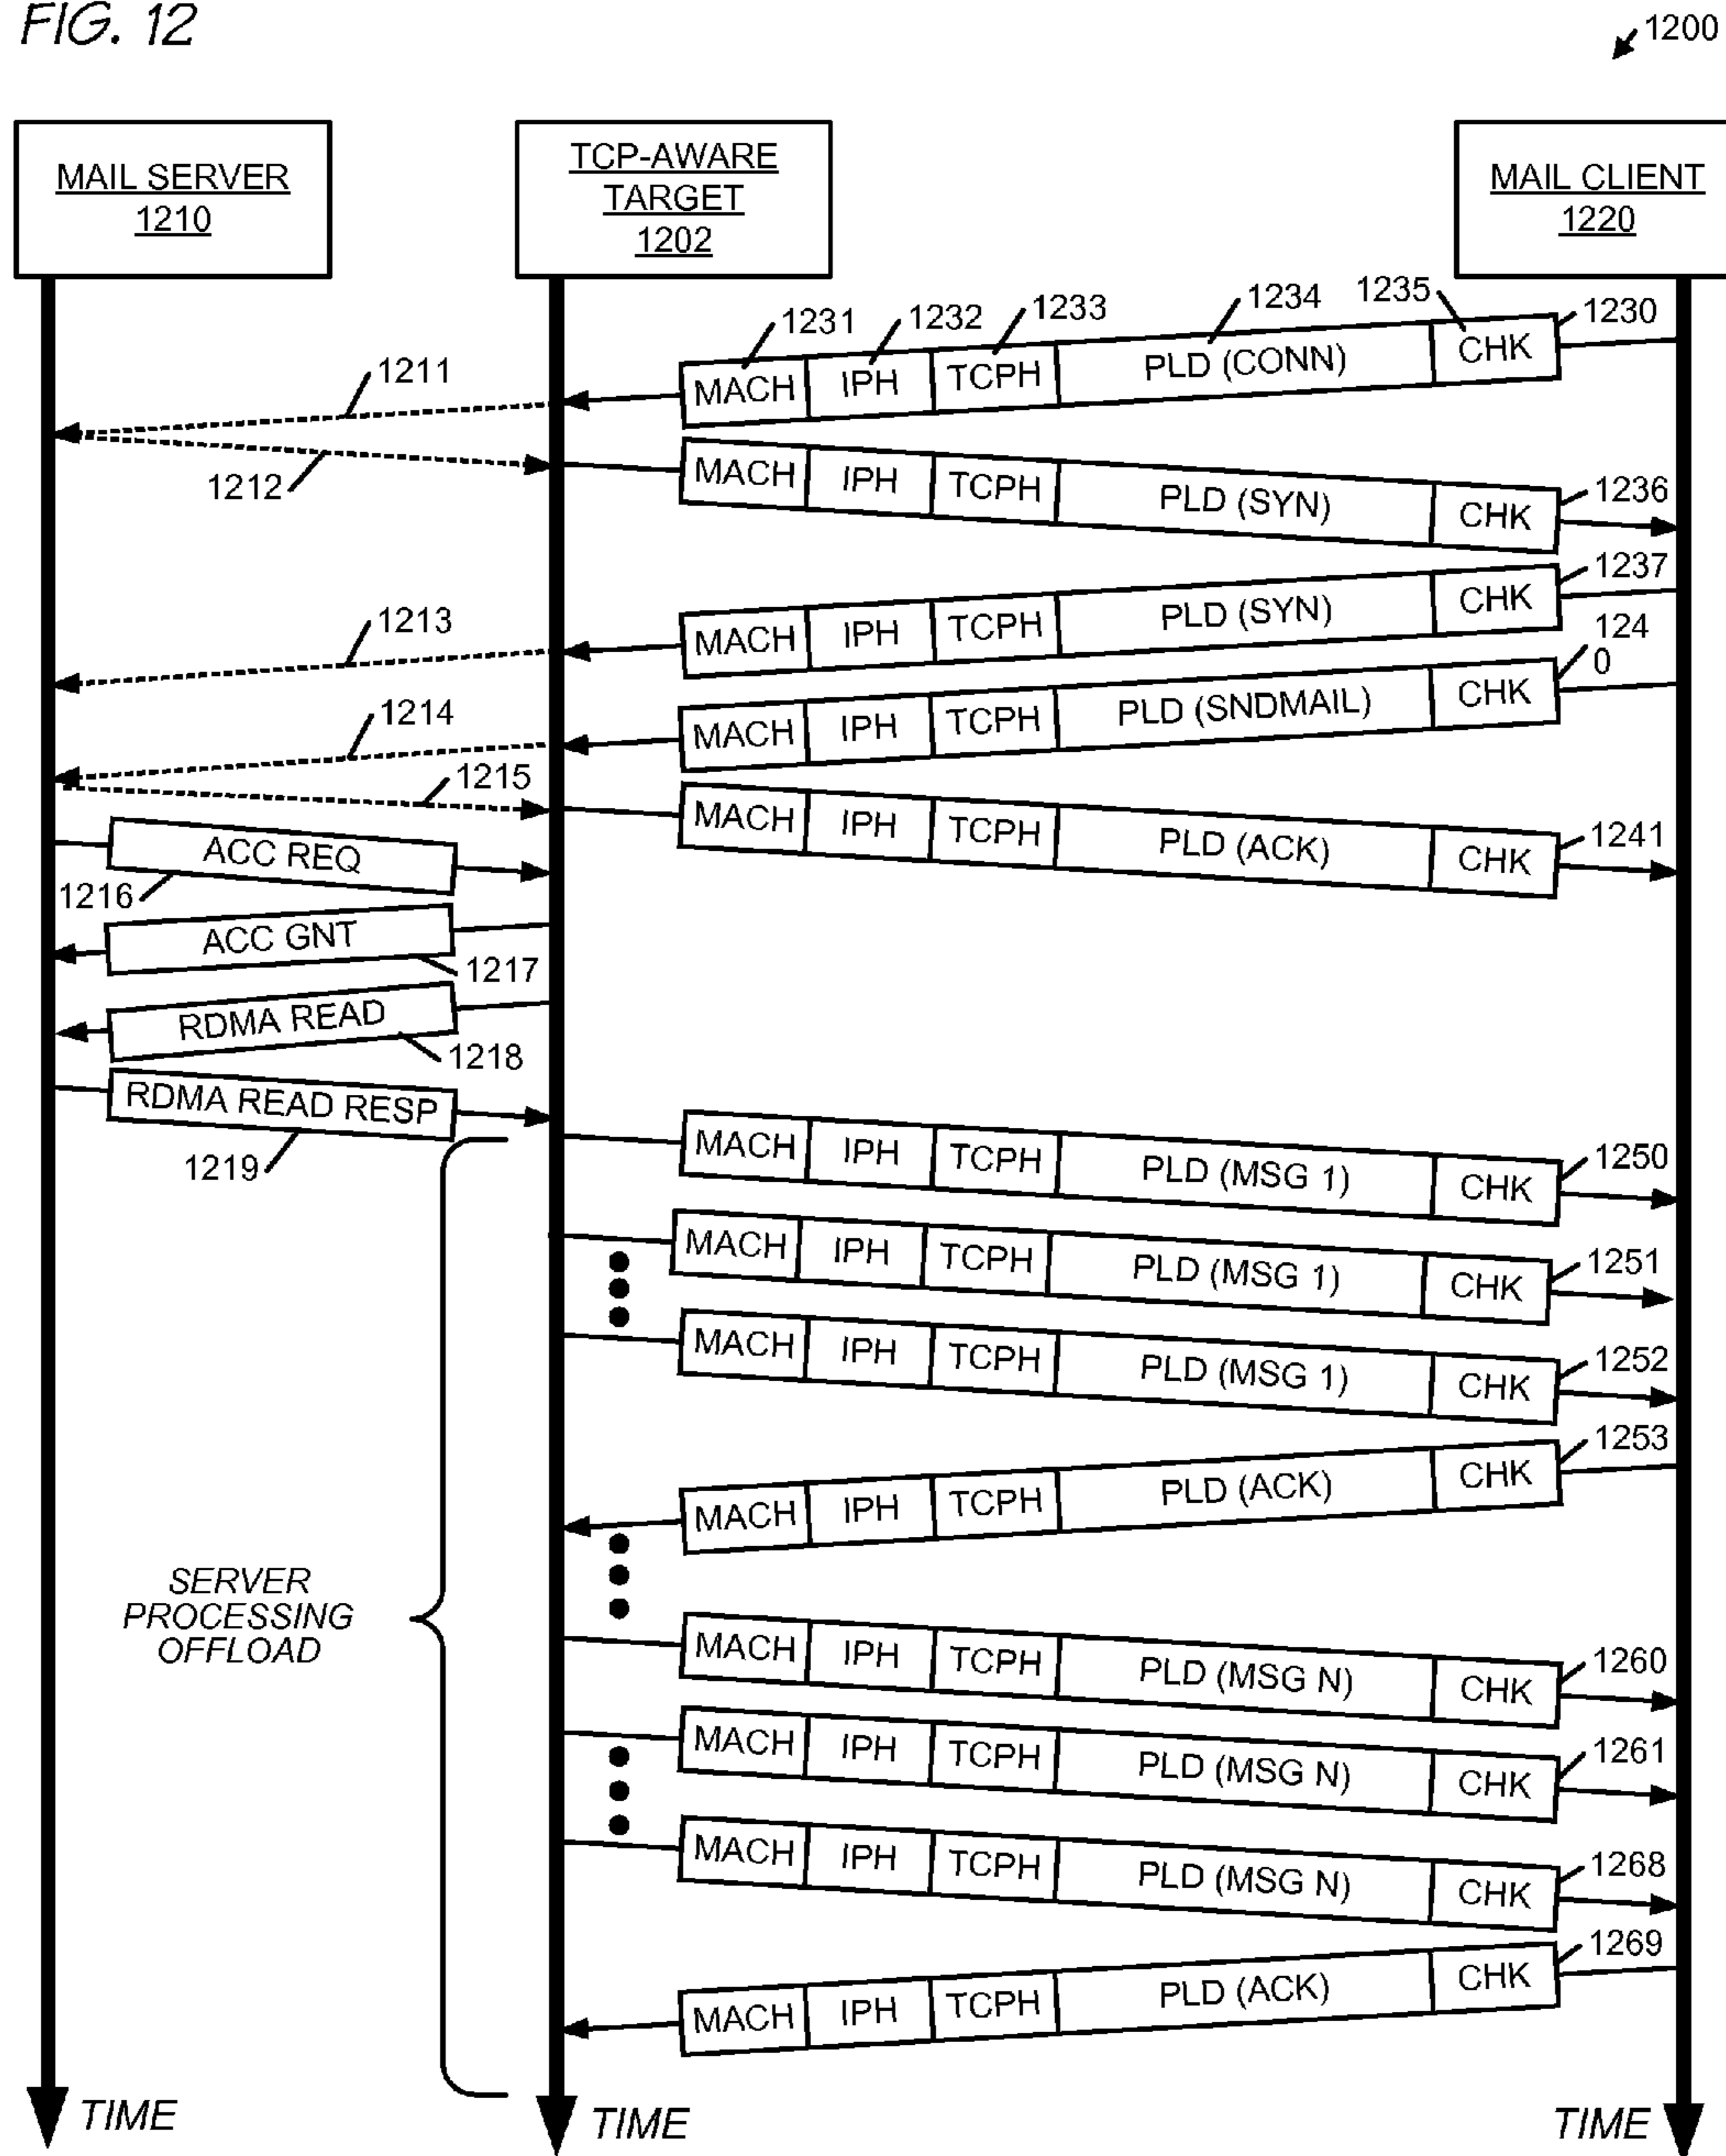 FIG. 12
1200
MAIL SERVER
1210
TCP-AWARE
TARGET
1202
MAIL CLIENT
1220
1231
1232
1233
1234
1235
1230
MACH IPH TCPH PLD (CONN) CHK
1211
1212
MACH IPH TCPH PLD (SYN) CHK
1236
1237
MACH IPH TCPH PLD (SYN) CHK
1213
124
0
MACH IPH TCPH PLD (SNDMAIL) CHK
1214
1215
MACH IPH TCPH PLD (ACK) CHK
1241
ACC REQ
1216
ACC GNT
1217
RDMA READ
1218
RDMA READ RESP
1219
MACH IPH TCPH PLD (MSG 1) CHK
1250
MACH IPH TCPH PLD (MSG 1) CHK
1251
MACH IPH TCPH PLD (MSG 1) CHK
1252
1253
MACH IPH TCPH PLD (ACK) CHK
SERVER
PROCESSING
OFFLOAD
MACH IPH TCPH PLD (MSG N) CHK
1260
MACH IPH TCPH PLD (MSG N) CHK
1261
MACH IPH TCPH PLD (MSG N) CHK
1268
1269
MACH IPH TCPH PLD (ACK) CHK
TIME
TIME
TIME